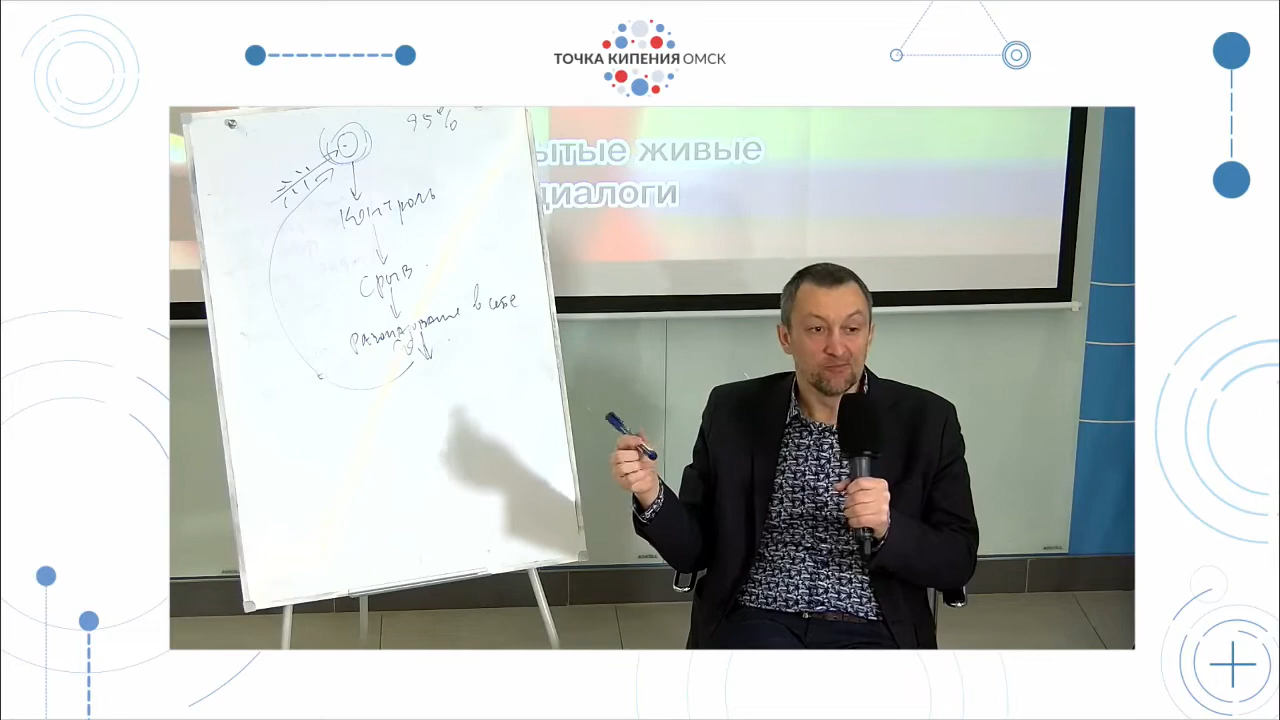 ТОЧКА КИПЕНИЯ ОМСК
95%
ытые живые
диалоги
Контроль
Срыв
разочарование в себе